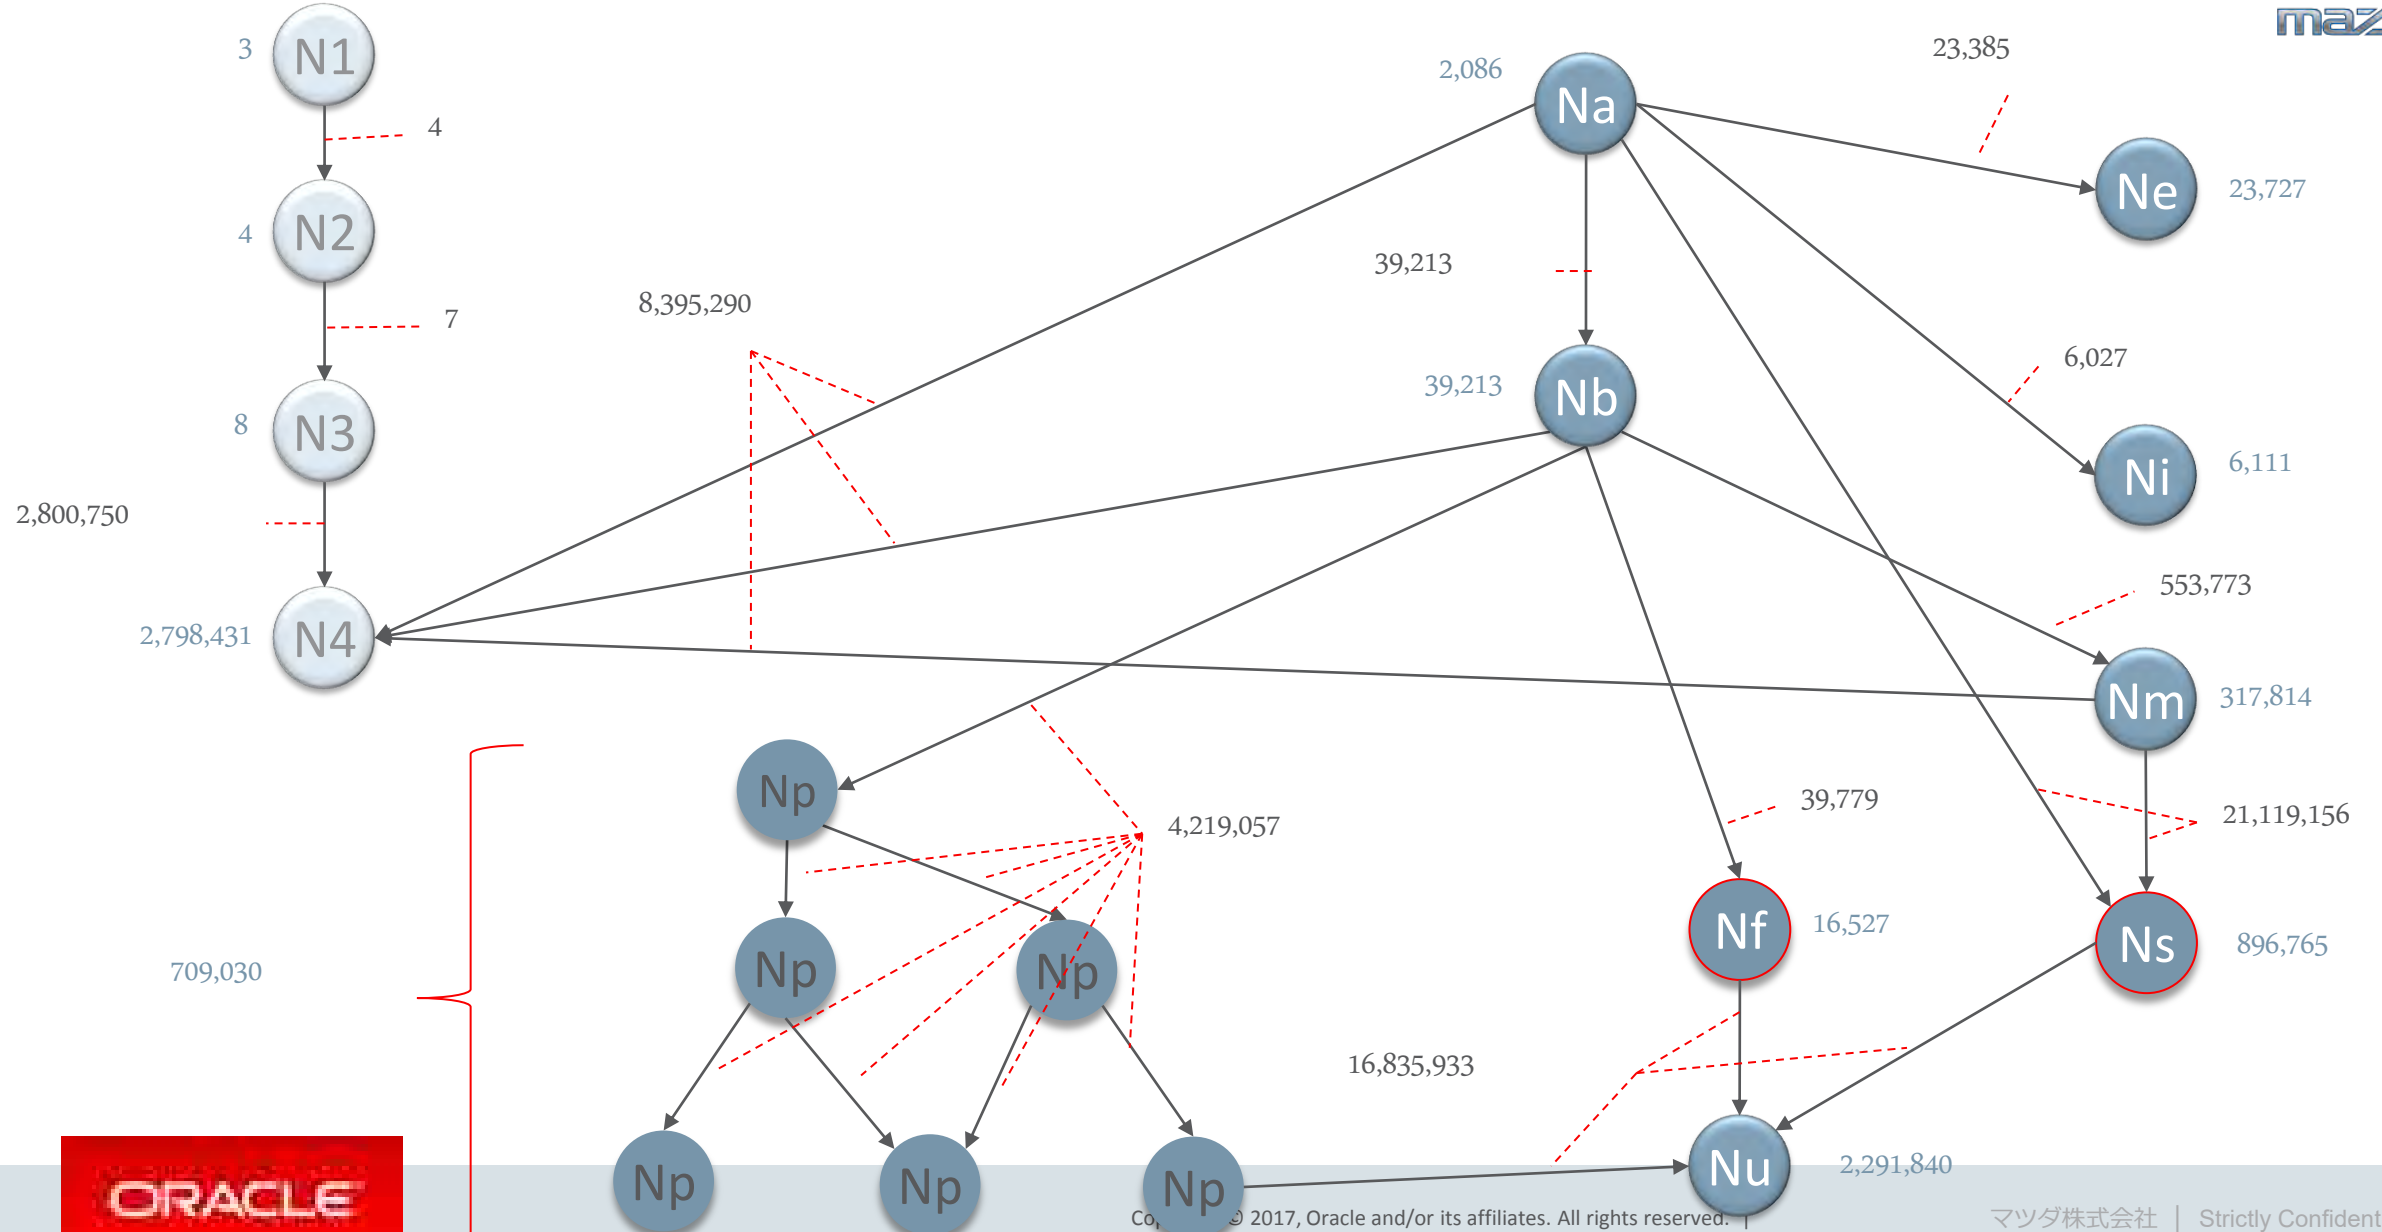 3
N1
4
4
N2
7
8
N3
2,800,750
2,798,431
N4
8,395,290
2,086
Na
23,385
Ne
23,727
39,213
39,213
Nb
6,027
Ni
6,111
553,773
Nm
317,814
Np
4,219,057
39,779
21,119,156
709,030
Np
Np
Nf
16,527
Ns
896,765
16,835,933
Np
Np
Np
Nu
2,291,840
ORACLE
© 2017, Oracle and/or its affiliates. All rights reserved. |
マツダ株式会社 | Strictly